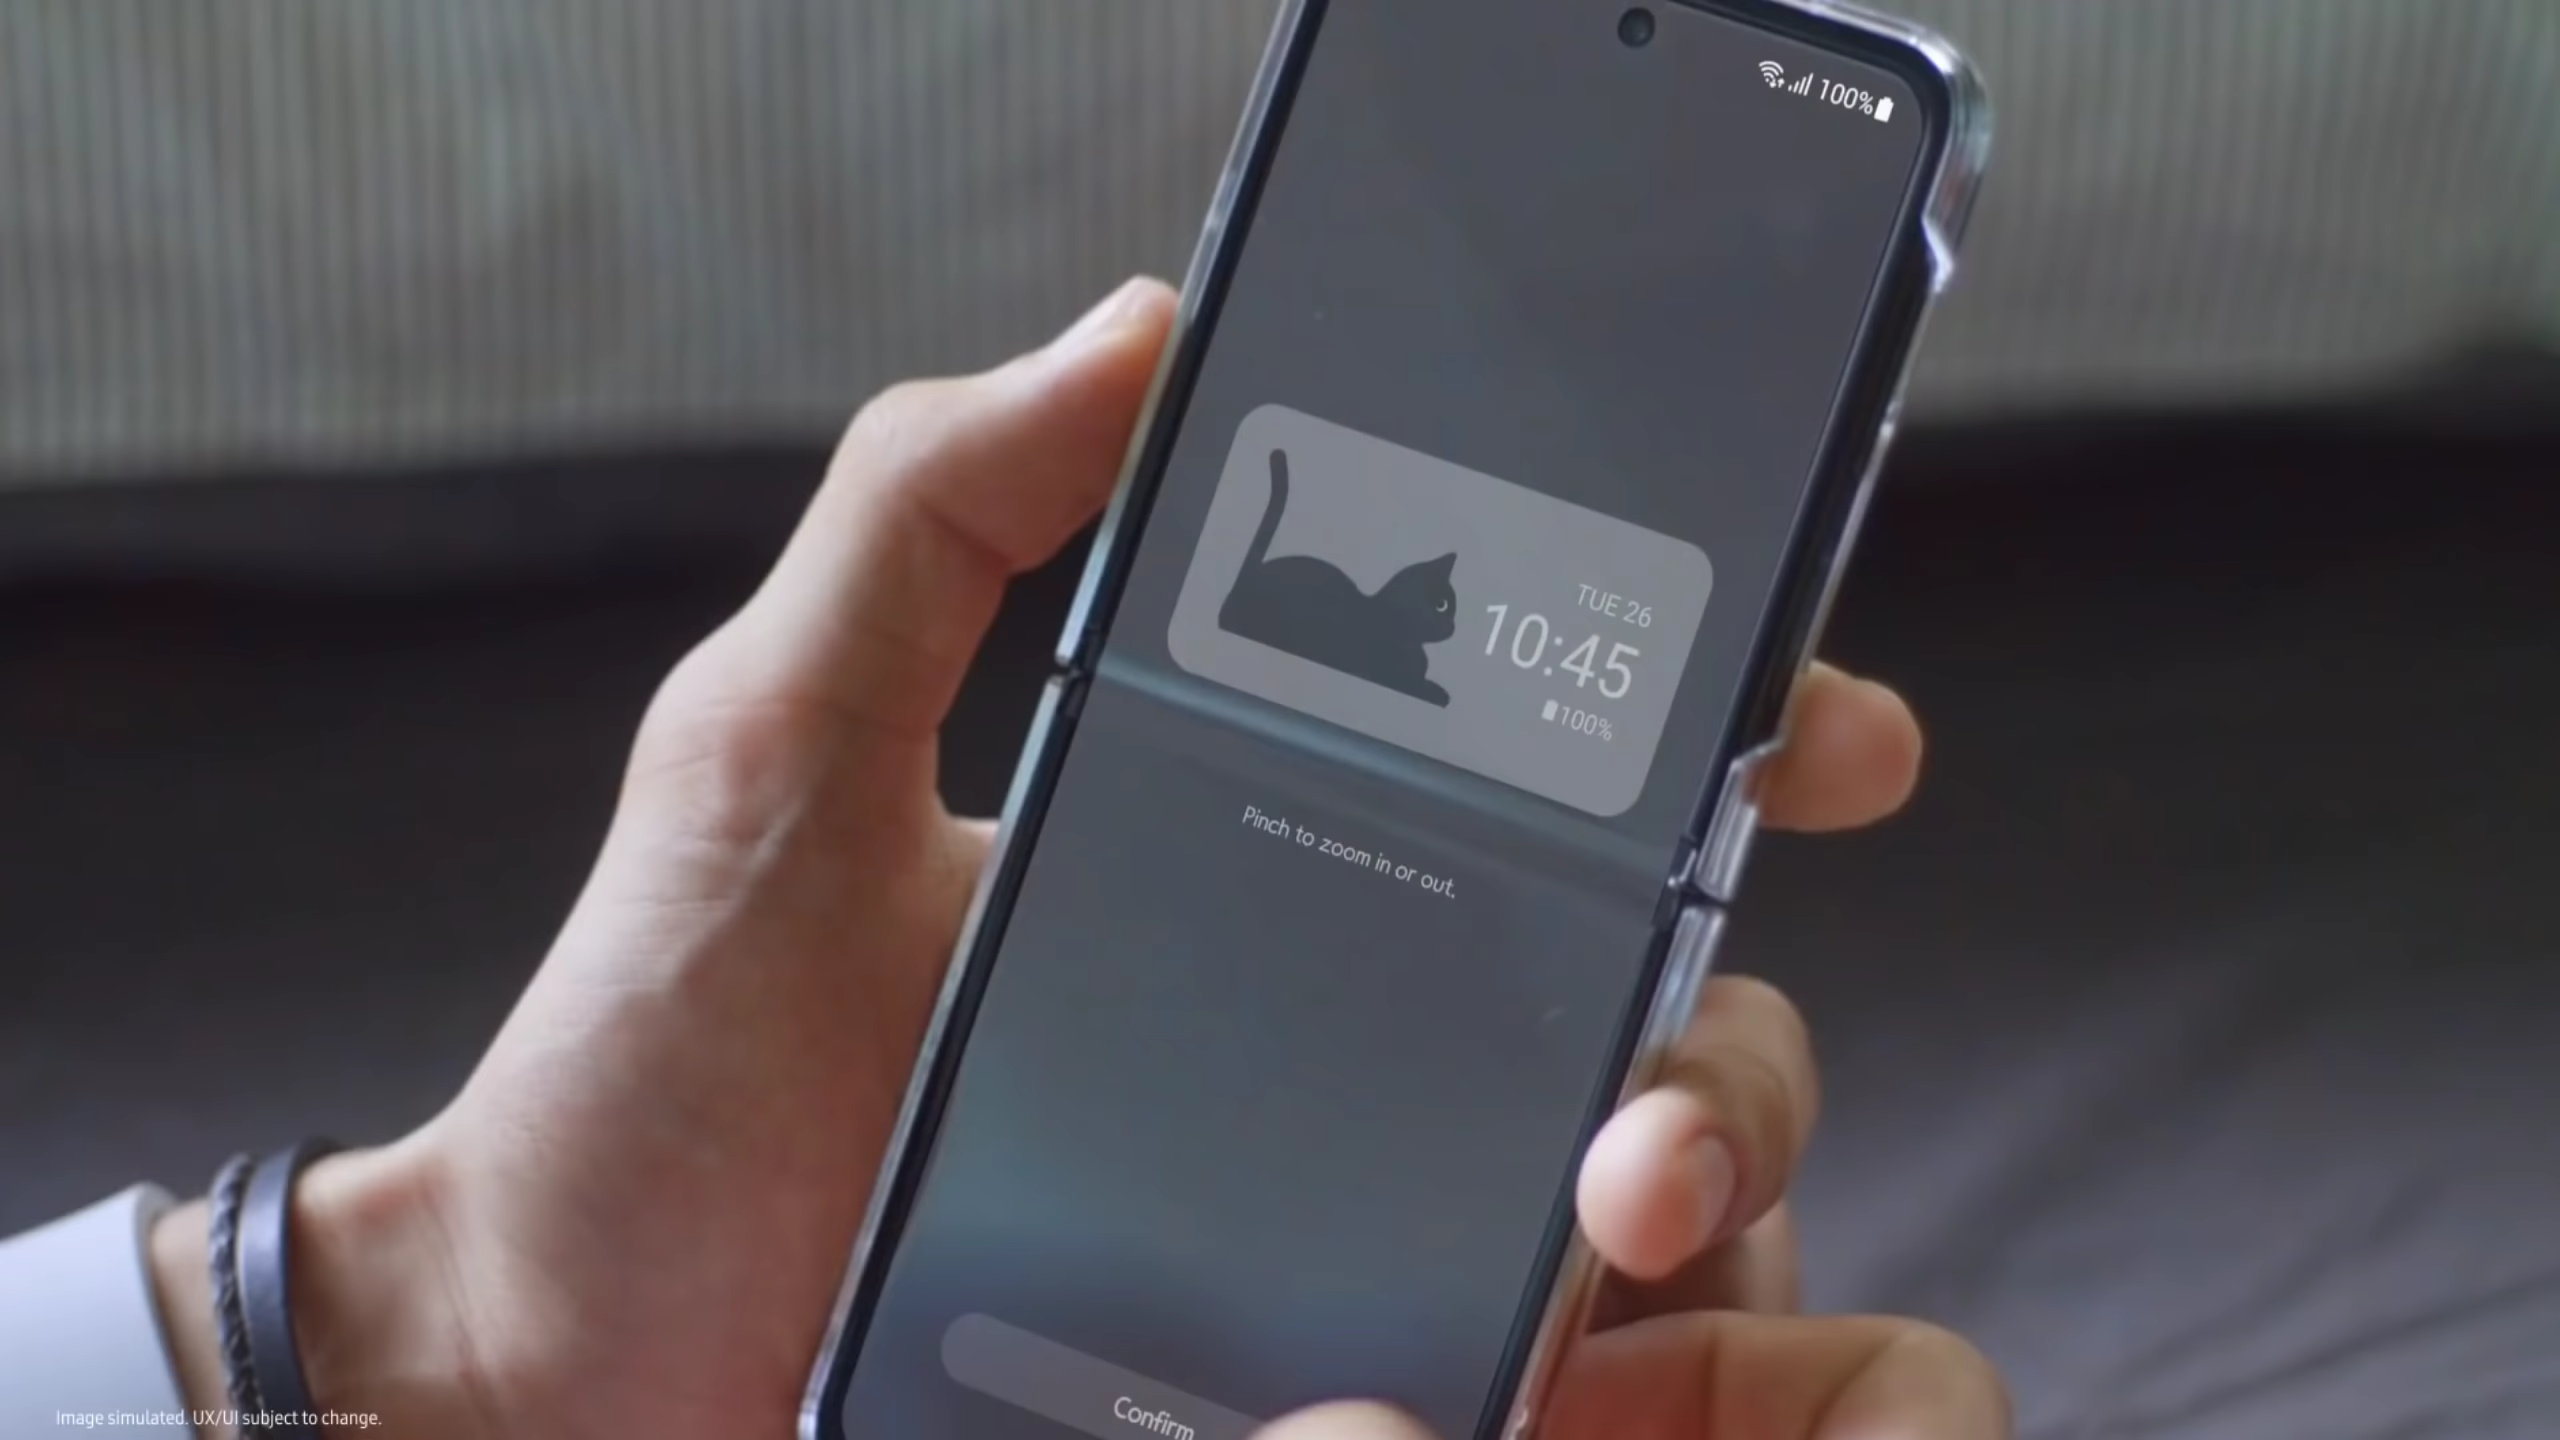 100%
TUE 26
10:45
100%
Pinch to zoom in or out.
Confirm
Image simulated. UX/UI subject to change.